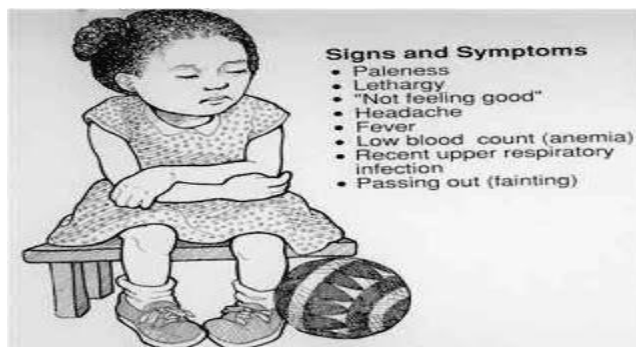 Signs and Symptoms
• Paleness
• Lethargy
• "Not feeling good"
• Headache
• Fever
• Low blood count (anemia)
• Recent upper respiratory
infection
• Passing out (fainting)